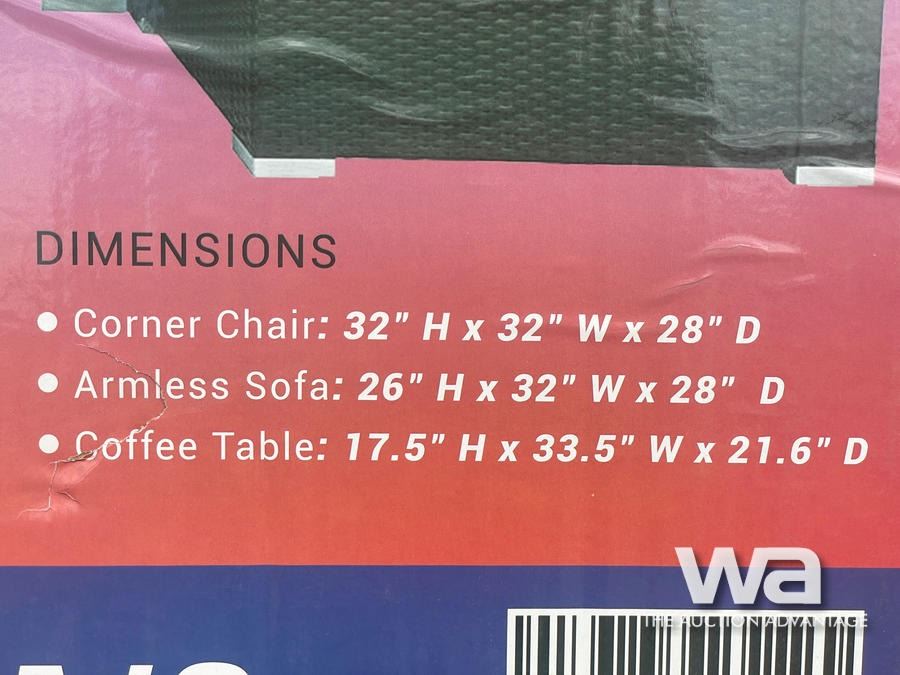 DIMENSIONS
● Corner Chair: 32" H x 32" W x 28" D
● Armless Sofa: 26" H x 32" W x 28" D
● Coffee Table: 17.5" H x 33.5" W x 21.6" D
wa
THE AUCTION ADVANTAGE